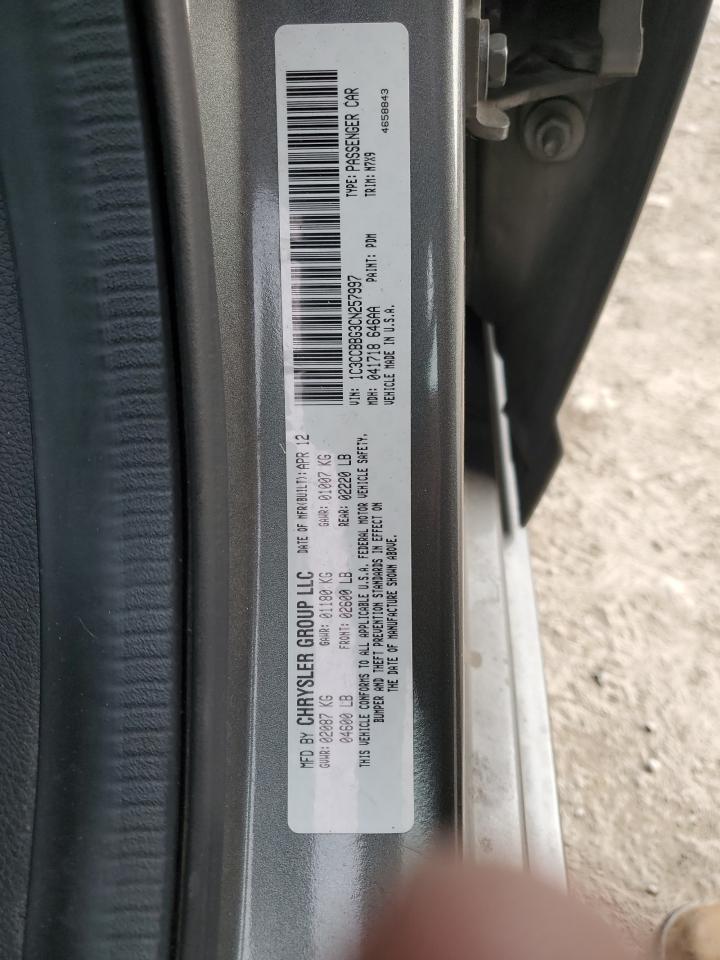 MFD BY CHRYSLER GROUP LLC DATE OF MFR(BUILT): APR 12
GVWR: 02087 KG GAWR: 01180 KG GAWR: 01007 KG
04600 LB FRONT: 02600 LB REAR: 02220 LB
THIS VEHICLE CONFORMS TO ALL APPLICABLE U.S.A. FEDERAL MOTOR VEHICLE SAFETY,
BUMPER AND THEFT PREVENTION STANDARDS IN EFFECT ON
THE DATE OF MANUFACTURE SHOWN ABOVE.
VIN: 1C3CCBBG3CN257997 TYPE: PASSENGER CAR
MDH: 041718 646AA PAINT: PDM TRIM: M7X9
VEHICLE MADE IN U.S.A. 4658843